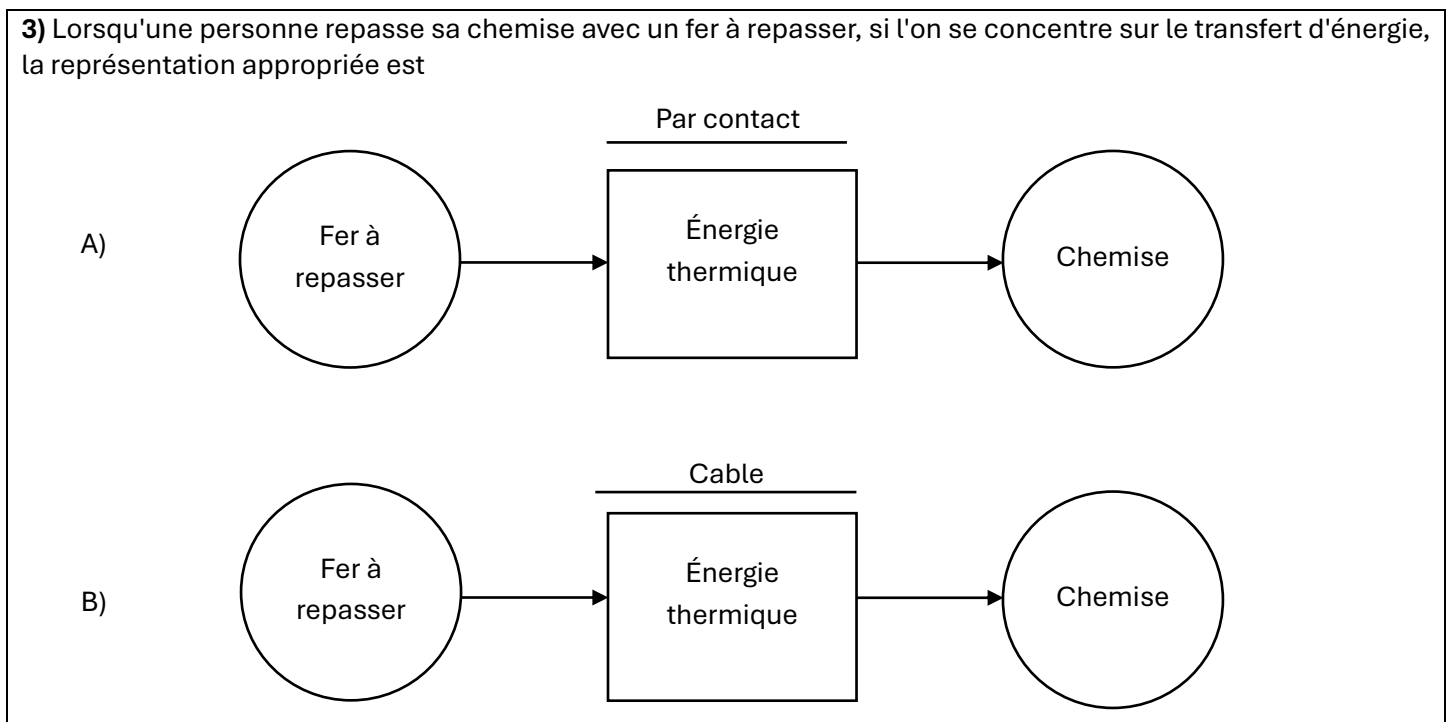 3) Lorsqu'une personne repasse sa chemise avec un fer à repasser, si l'on se concentre sur le transfert d'énergie,
la représentation appropriée est
Par contact
A)
Fer à
repasser
Énergie
thermique
Chemise
Cable
B)
Fer à
repasser
Énergie
thermique
Chemise